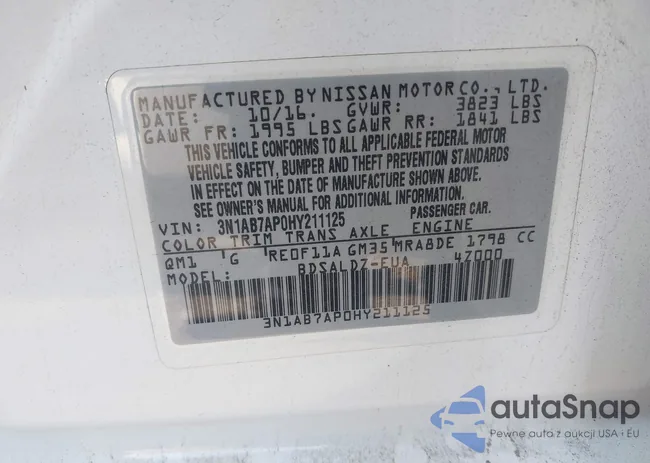 MANUFACTURED BY NISSAN MOTOR CO., LTD.
DATE: 10/16. GVWR: 3823 LBS
GAWR FR: 1995 LBS GAWR RR: 1841 LBS
THIS VEHICLE CONFORMS TO ALL APPLICABLE FEDERAL MOTOR
VEHICLE SAFETY, BUMPER AND THEFT PREVENTION STANDARDS
IN EFFECT ON THE DATE OF MANUFACTURE SHOWN ABOVE.
SEE OWNER'S MANUAL FOR ADDITIONAL INFORMATION.
VIN: 3N1AB7AP0HY211125 PASSENGER CAR.
COLOR TRIM TRANS AXLE ENGINE
QM1 'G 'RE0F11A GM35 MRA8DE 1798 CC
MODEL: BDSALDZ-EUA 4Z000
3N1AB7AP0HY211125
autoSnap
Pewne auta z aukcji USA i EU